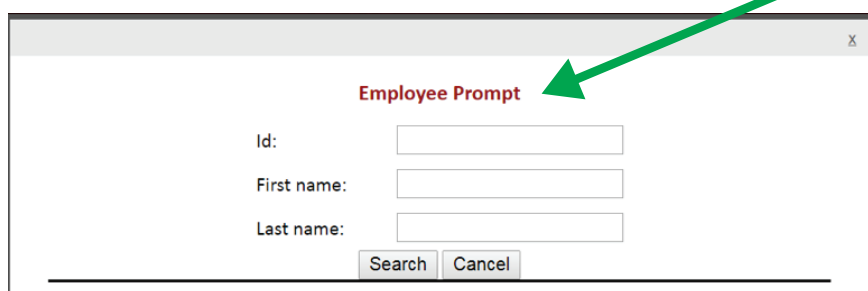 x
Employee Prompt
Id:
First name:
Last name:
Search Cancel